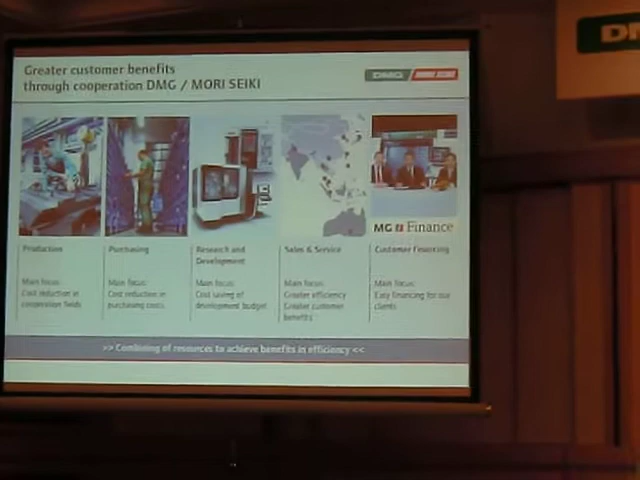 Greater customer benefits
through cooperation DMG / MORI SEIKI
DMG MORI SEIKI
DM
MG Finance
Production
Purchasing
Research and
Development
Sales & Service
Customer Financing
Main focus:
Cost reduction in
cooperation fields
Main focus:
Cost reduction in
purchasing costs
Main focus:
Cost saving of
development budget
Main focus:
Greater efficiency
Greater customer
benefits
Main focus:
Easy financing for our
clients
>> Combining of resources to achieve benefits in efficiency <<